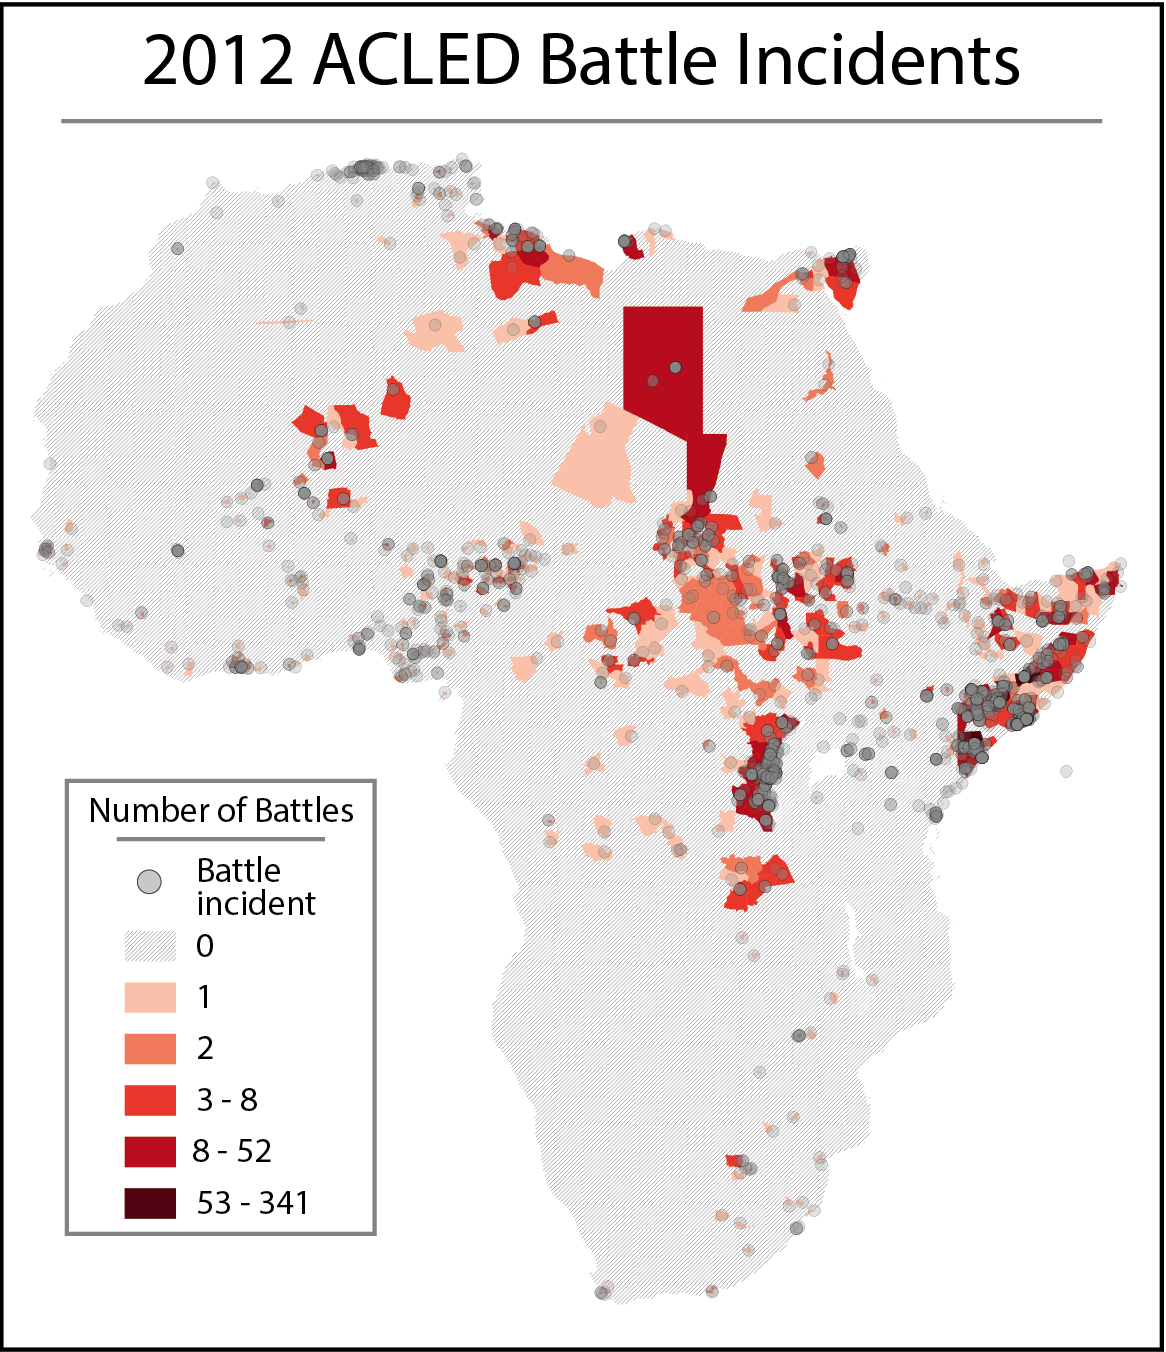 2012 ACLED Battle Incidents
Number of Battles
Battle
incident
0
1
2
3 - 8
8 - 52
53 - 341